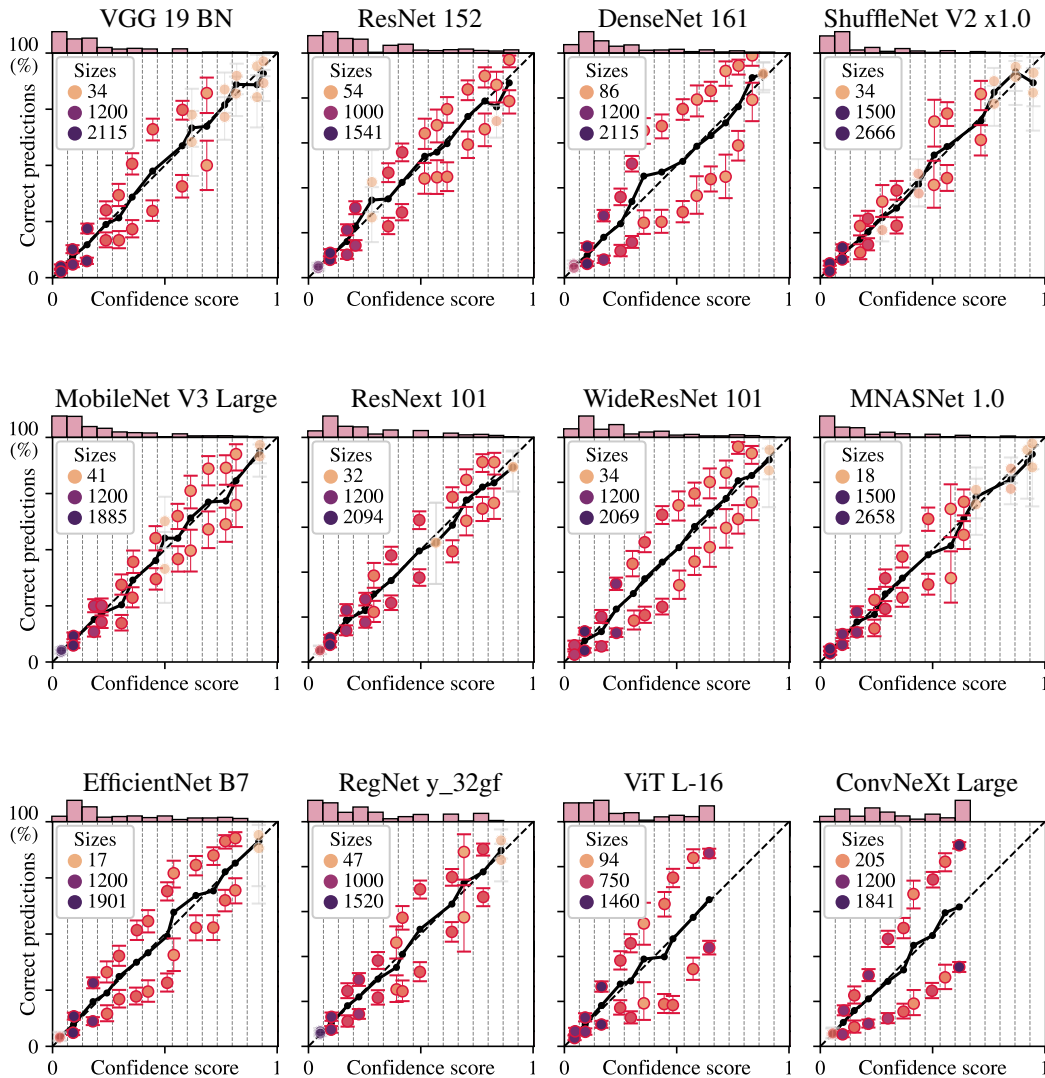 VGG 19 BN
ResNet 152
DenseNet 161
ShuffleNet V2 x1.0
100
(%)
Correct predictions
0
Sizes
34
1200
2115
Sizes
54
1000
1541
Sizes
86
1200
2115
Sizes
34
1500
2666
0 Confidence score 1
0 Confidence score 1
0 Confidence score 1
0 Confidence score 1
MobileNet V3 Large
ResNext 101
WideResNet 101
MNASNet 1.0
100
(%)
Correct predictions
0
Sizes
41
1200
1885
Sizes
32
1200
2094
Sizes
34
1200
2069
Sizes
18
1500
2658
0 Confidence score 1
0 Confidence score 1
0 Confidence score 1
0 Confidence score 1
EfficientNet B7
RegNet y_32gf
ViT L-16
ConvNeXt Large
100
(%)
Correct predictions
0
Sizes
17
1200
1901
Sizes
47
1000
1520
Sizes
94
750
1460
Sizes
205
1200
1841
0 Confidence score 1
0 Confidence score 1
0 Confidence score 1
0 Confidence score 1